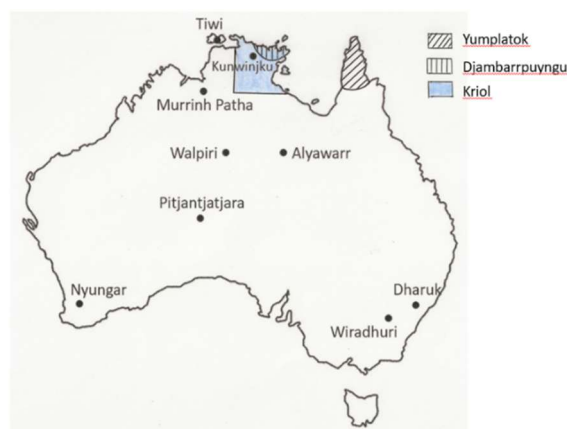 Tiwi
Yumplatok
Kunwinjku
Djambarrpuyngu
Murrinh Patha
Kriol
Walpiri
Alyawarr
Pitjantjatjara
Nyungar
Dharuk
Wiradhuri